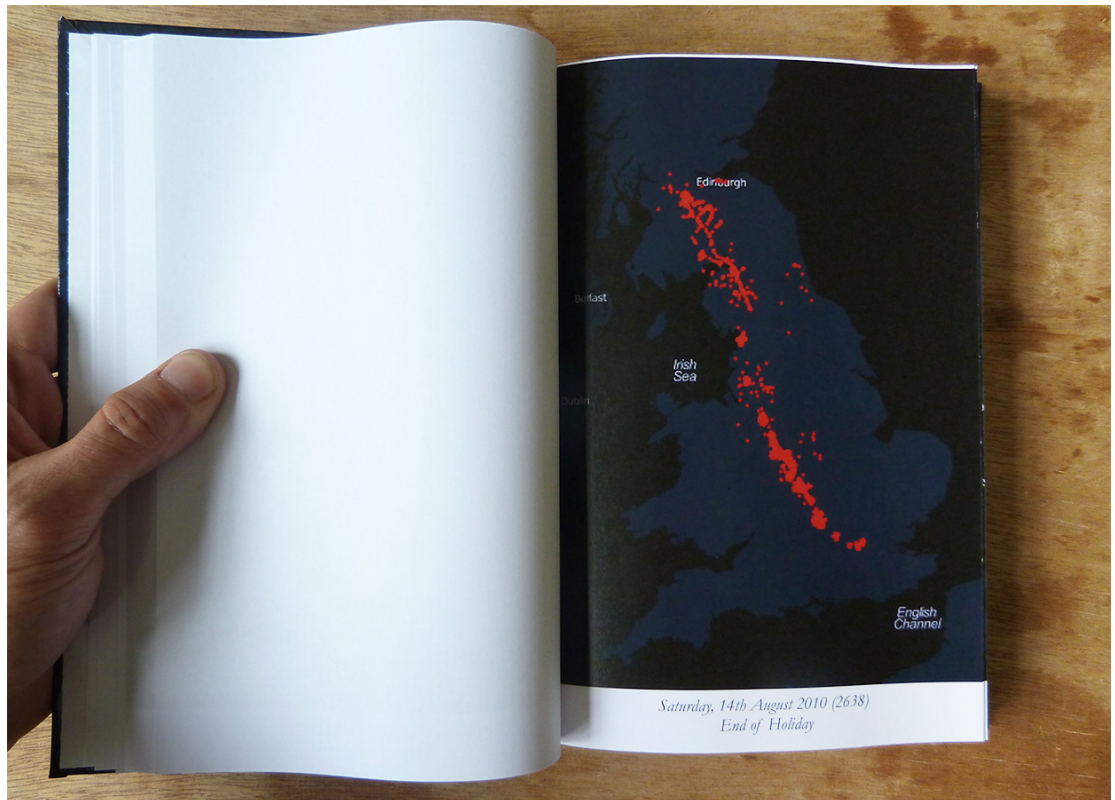 Edinburgh
Belfast
Irish
Sea
Dublin
English
Channel
Saturday, 14th August 2010 (2638)
End of Holiday